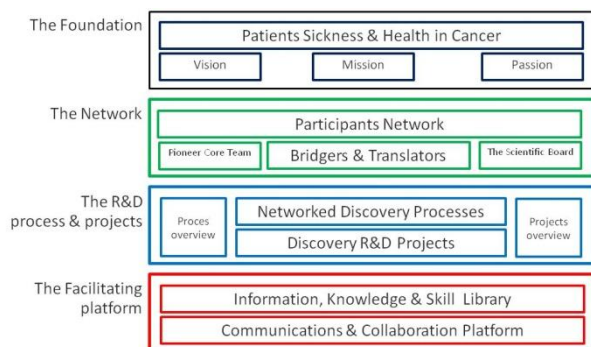 The Foundation
Patients Sickness & Health in Cancer
Vision
Mission
Passion
The Network
Participants Network
Pioneer Core Team
Bridgers & Translators
The Scientific Board
The R&D
process & projects
Proces
overview
Networked Discovery Processes
Discovery R&D Projects
Projects
overview
The Facilitating
platform
Information, Knowledge & Skill Library
Communications & Collaboration Platform